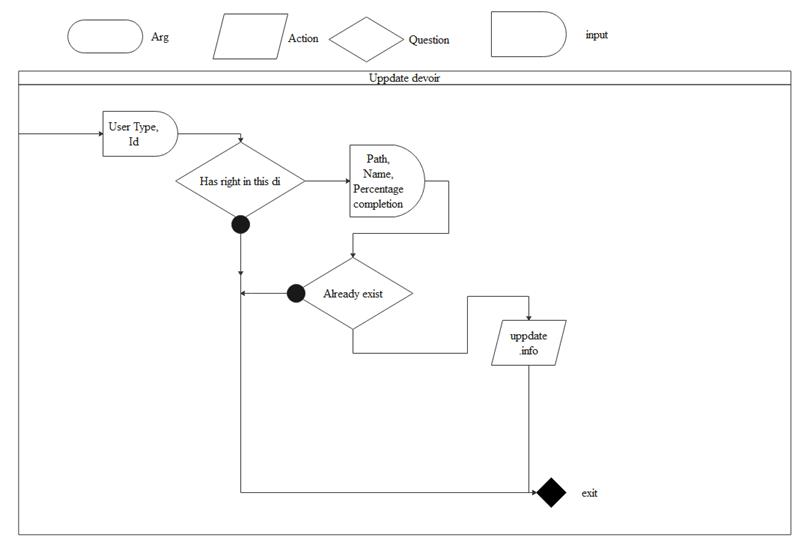 Arg
Action
Question
input
Uppdate devoir
User Type,
Id
Has right in this di
Path,
Name,
Percentage
completion
Already exist
uppdate
.info
exit